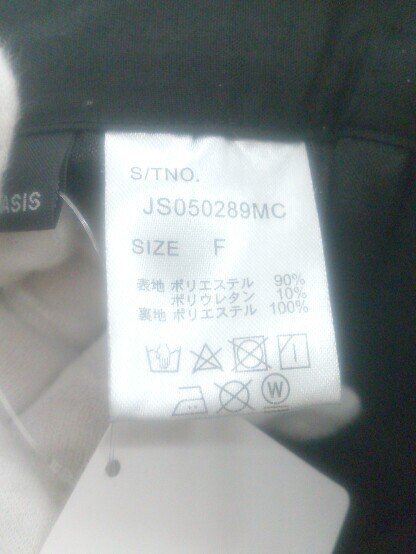 ASIS
S/TNO.
JS050289MC
SIZE F
表地 ポリエステル 90%
ポリウレタン 10%
裏地 ポリエステル 100%
W